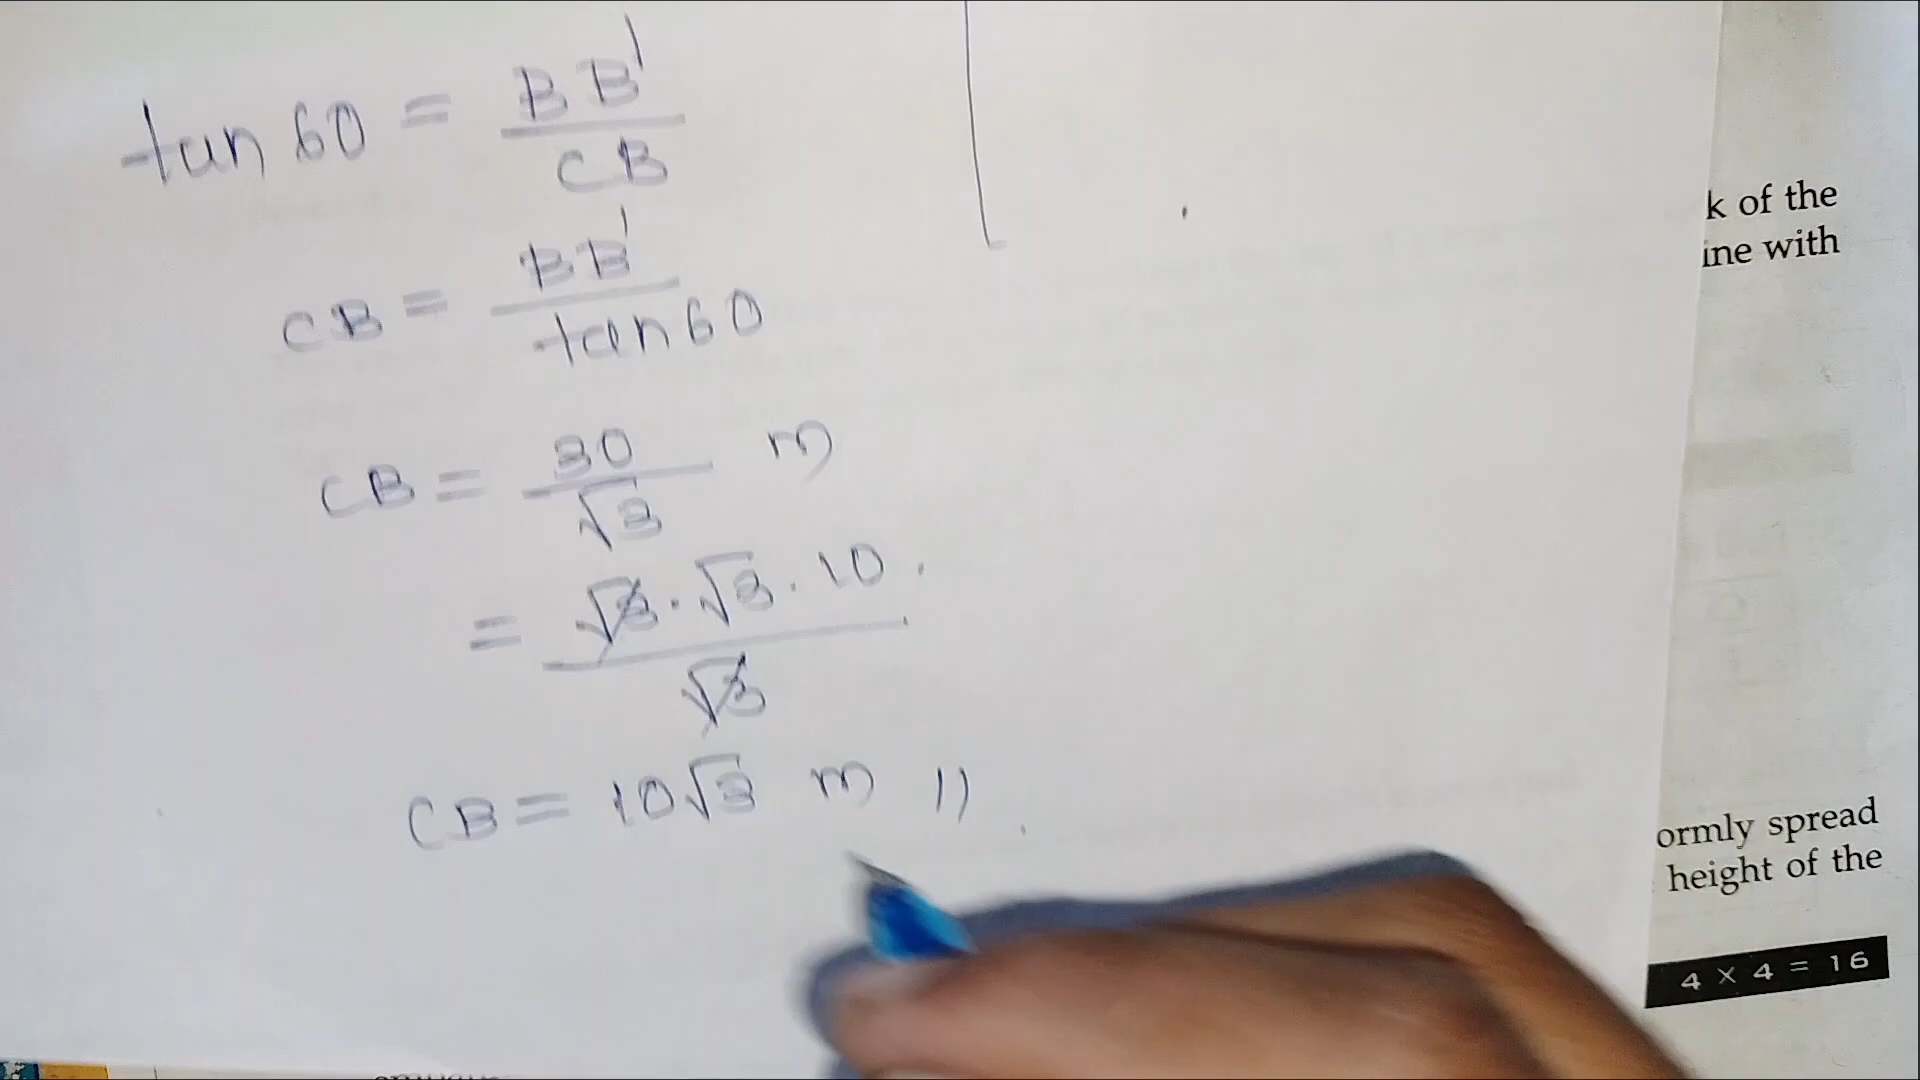 tan 60 = BB' / CB
CB = BB' / tan 60
CB = 30 / √3 m
= √3 . √3 . 10 . / √3
CB = 10√3 m //
k of the
ine with
ormly spread
height of the
4 × 4 = 16